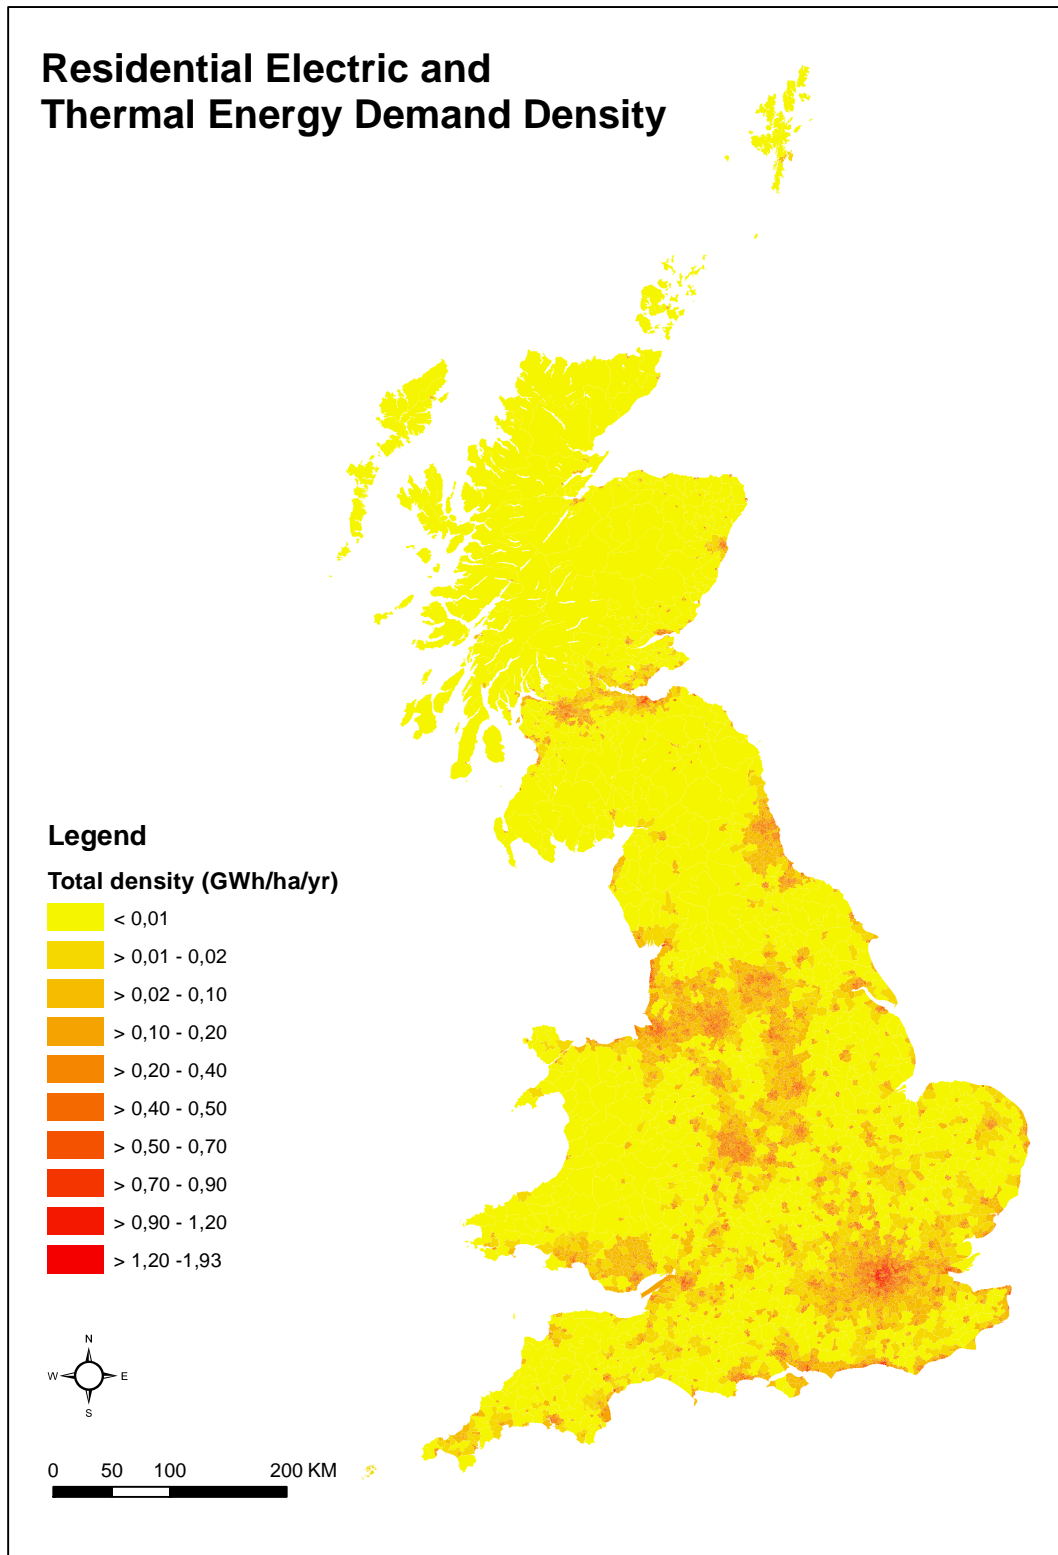 Residential Electric and
Thermal Energy Demand Density
Legend
Total density (GWh/ha/yr)
< 0,01
> 0,01 - 0,02
> 0,02 - 0,10
> 0,10 - 0,20
> 0,20 - 0,40
> 0,40 - 0,50
> 0,50 - 0,70
> 0,70 - 0,90
> 0,90 - 1,20
> 1,20 -1,93
N
W E
S
0 50 100 200 KM